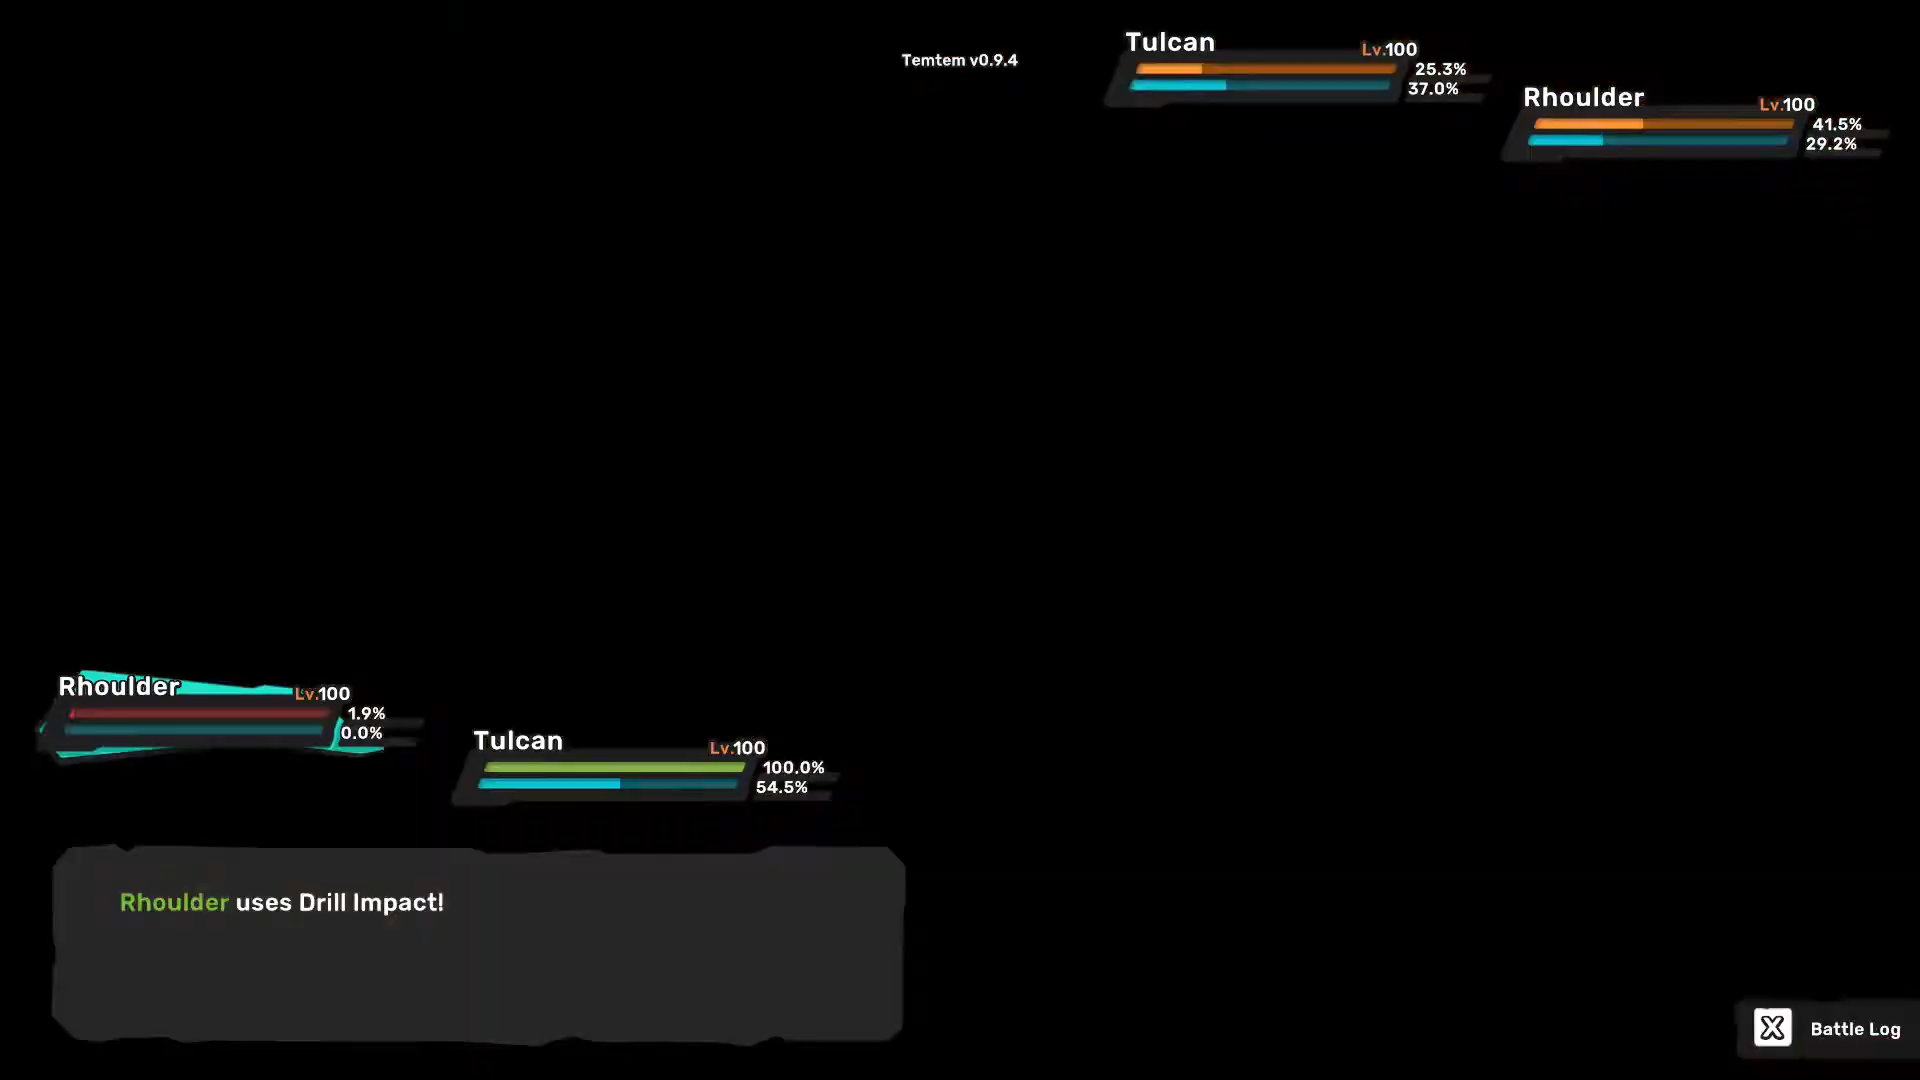 Temtem v0.9.4
Tulcan Lv.100
25.3%
37.0%
Rhoulder Lv.100
41.5%
29.2%
Rhoulder Lv.100
1.9%
0.0%
Tulcan Lv.100
100.0%
54.5%
Rhoulder uses Drill Impact!
X Battle Log